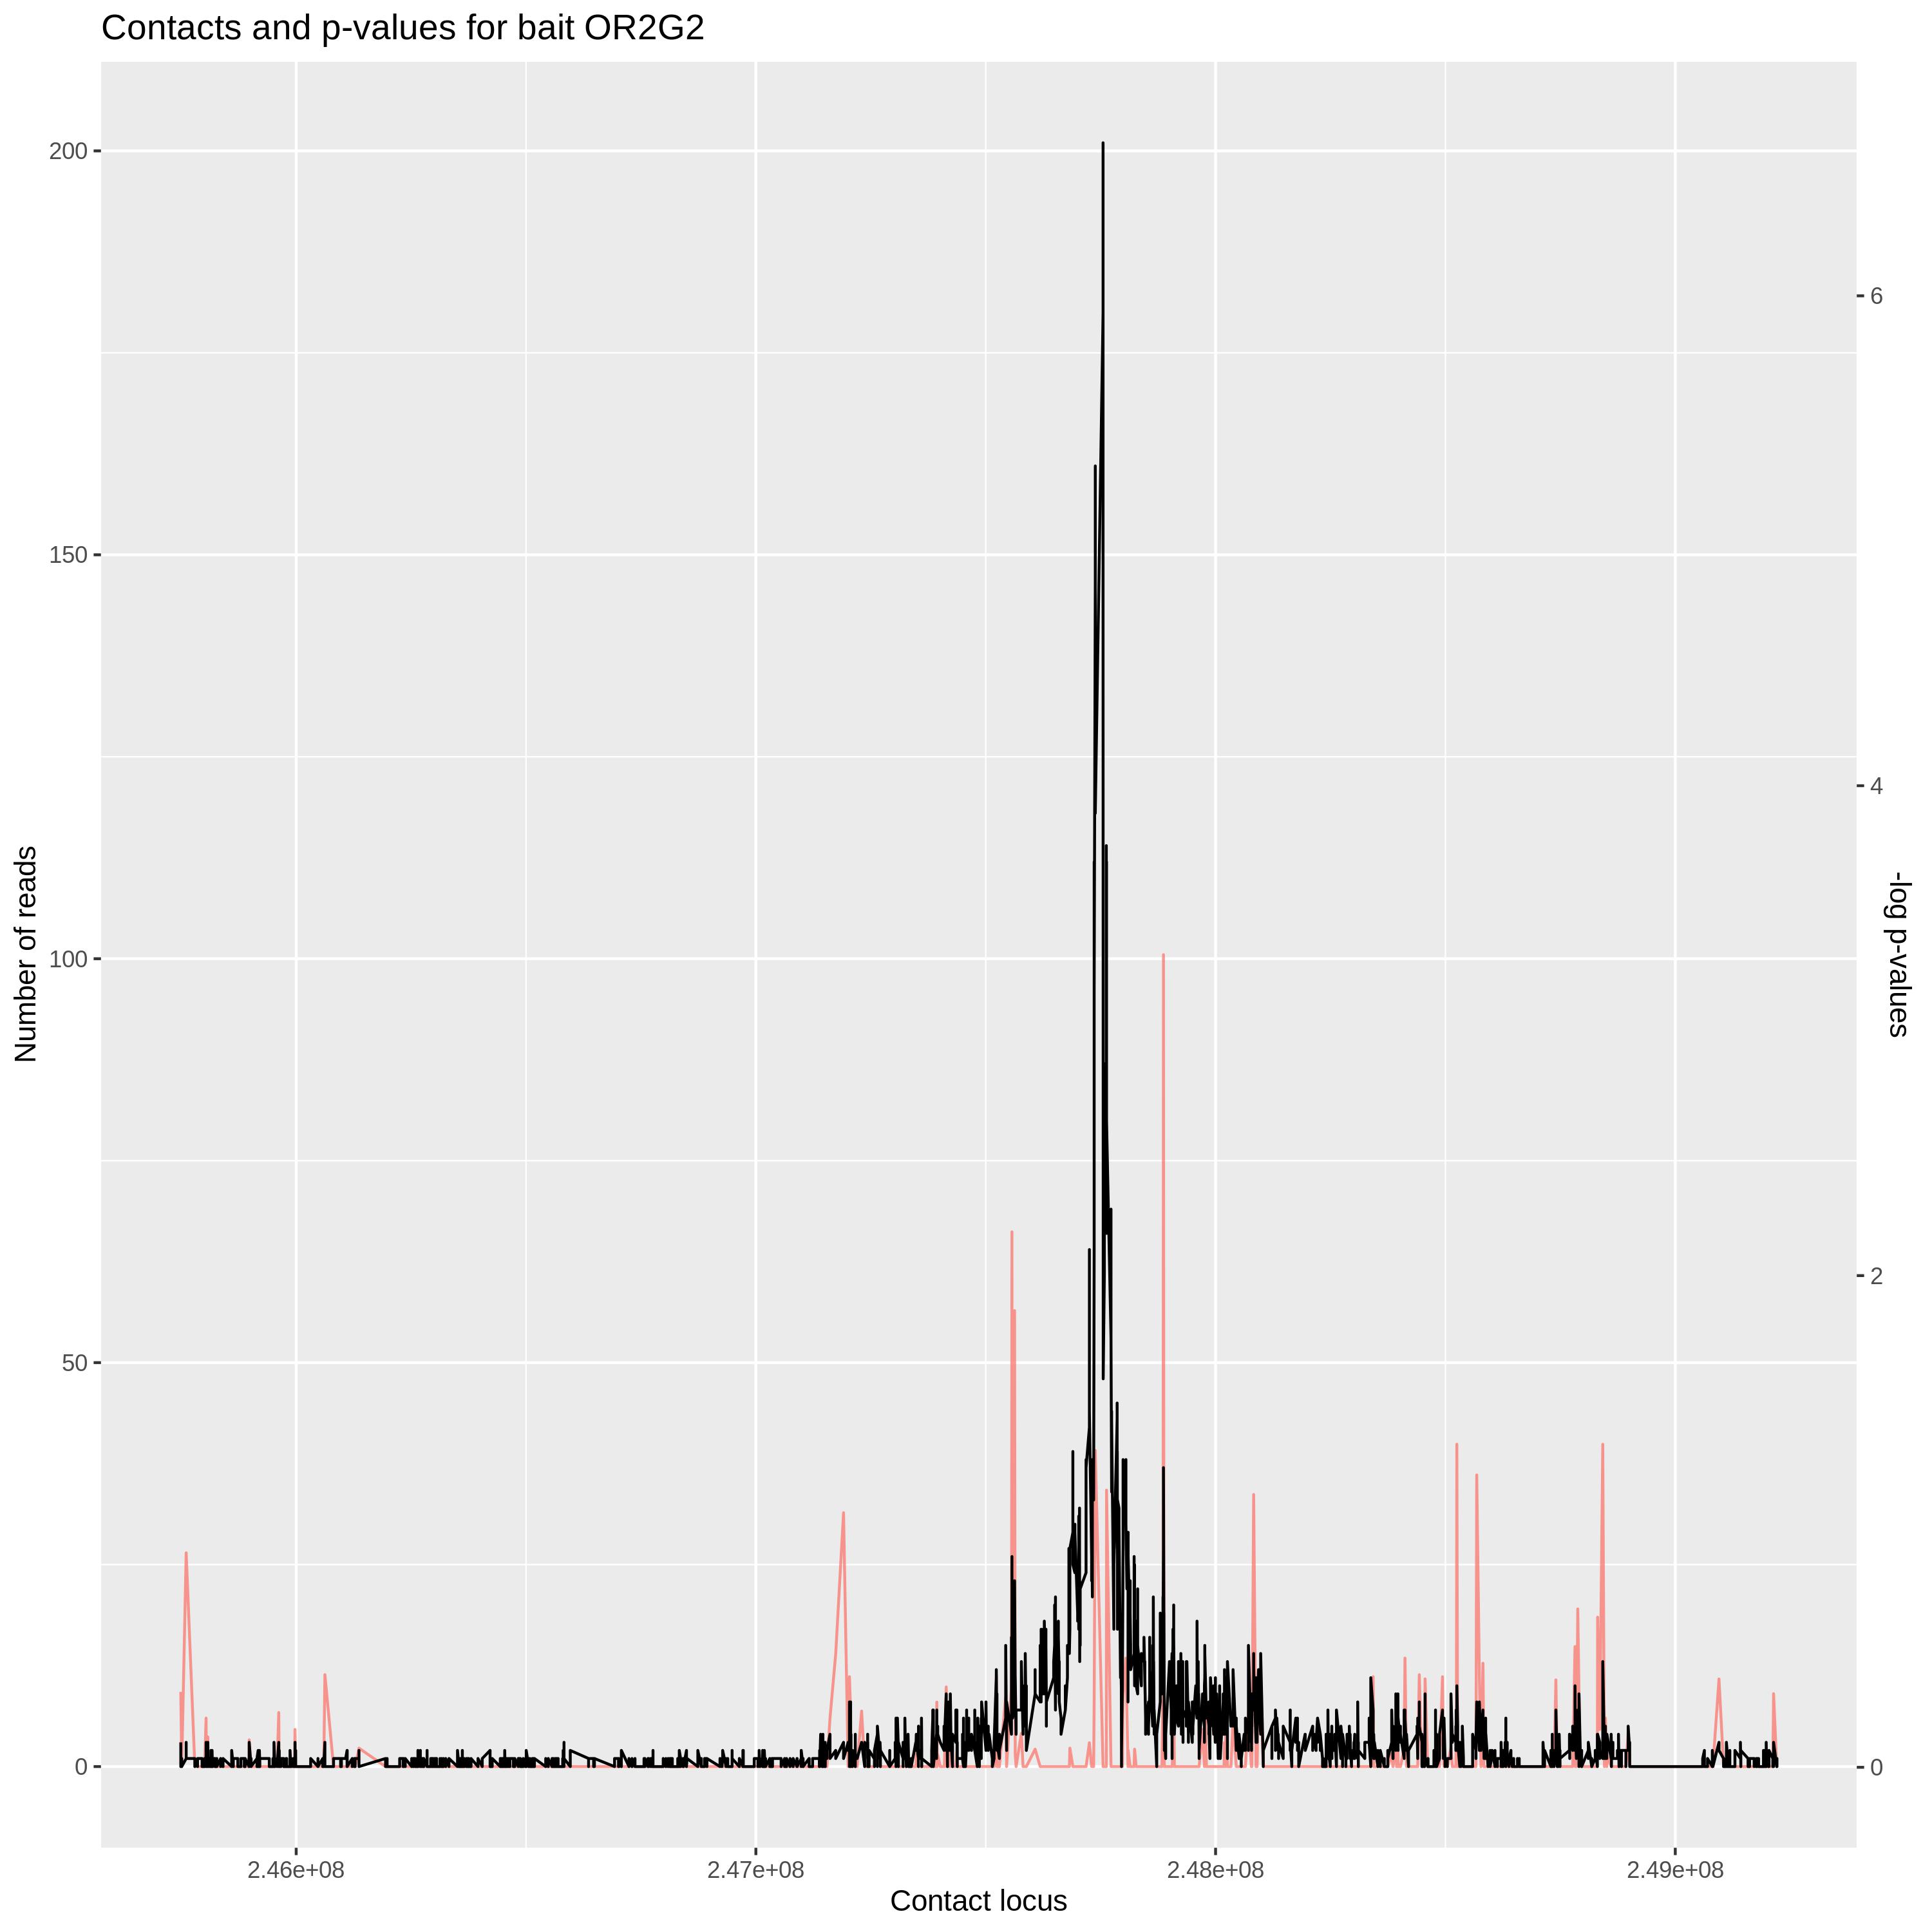 Contacts and p-values for bait OR2G2
200
150
100
50
0
Number of reads
6
4
2
0
-log p-values
2.46e+08
2.47e+08
2.48e+08
2.49e+08
Contact locus